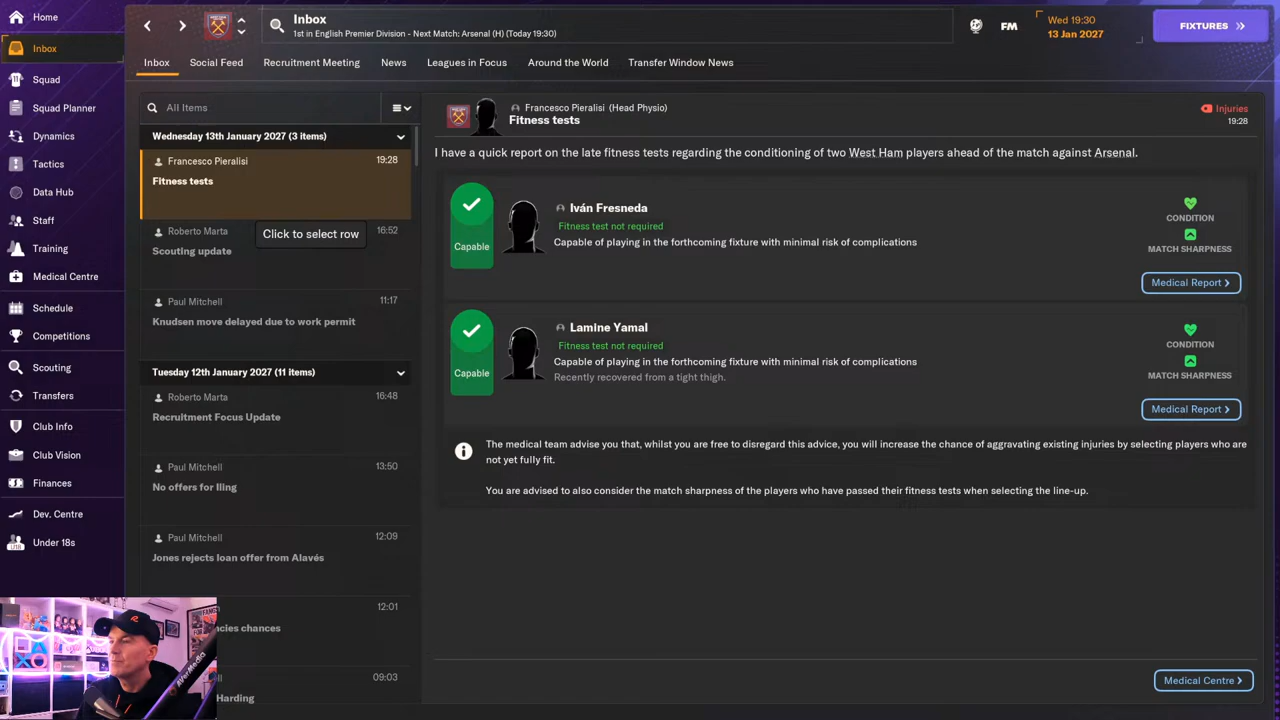 Home
Inbox
Squad
Squad Planner
Dynamics
Tactics
Data Hub
Staff
Training
Medical Centre
Schedule
Competitions
Scouting
Transfers
Club Info
Club Vision
Finances
Dev. Centre
Under 18s
Inbox
1st in English Premier Division - Next Match: Arsenal (H) (Today 19:30)
FM
Wed 19:30
13 Jan 2027
FIXTURES
Inbox Social Feed Recruitment Meeting News Leagues in Focus Around the World Transfer Window News
All Items
Wednesday 13th January 2027 (3 items)
Francesco Pieralisi 19:28
Fitness tests
Click to select row
Roberto Marta 16:52
Scouting update
Paul Mitchell 11:17
Knudsen move delayed due to work permit
Tuesday 12th January 2027 (11 items)
Roberto Marta 16:48
Recruitment Focus Update
Paul Mitchell 13:50
No offers for Iling
Paul Mitchell 12:09
Jones rejects loan offer from Alavés
12:01
chances
09:03
Harding
Francesco Pieralisi (Head Physio)
Fitness tests
Injuries
19:28
I have a quick report on the late fitness tests regarding the conditioning of two West Ham players ahead of the match against Arsenal.
Capable
Iván Fresneda
Fitness test not required
Capable of playing in the forthcoming fixture with minimal risk of complications
CONDITION
MATCH SHARPNESS
Medical Report
Capable
Lamine Yamal
Fitness test not required
Capable of playing in the forthcoming fixture with minimal risk of complications
Recently recovered from a tight thigh.
CONDITION
MATCH SHARPNESS
Medical Report
The medical team advise you that, whilst you are free to disregard this advice, you will increase the chance of aggravating existing injuries by selecting players who are
not yet fully fit.
You are advised to also consider the match sharpness of the players who have passed their fitness tests when selecting the line-up.
Medical Centre
AVerMedia